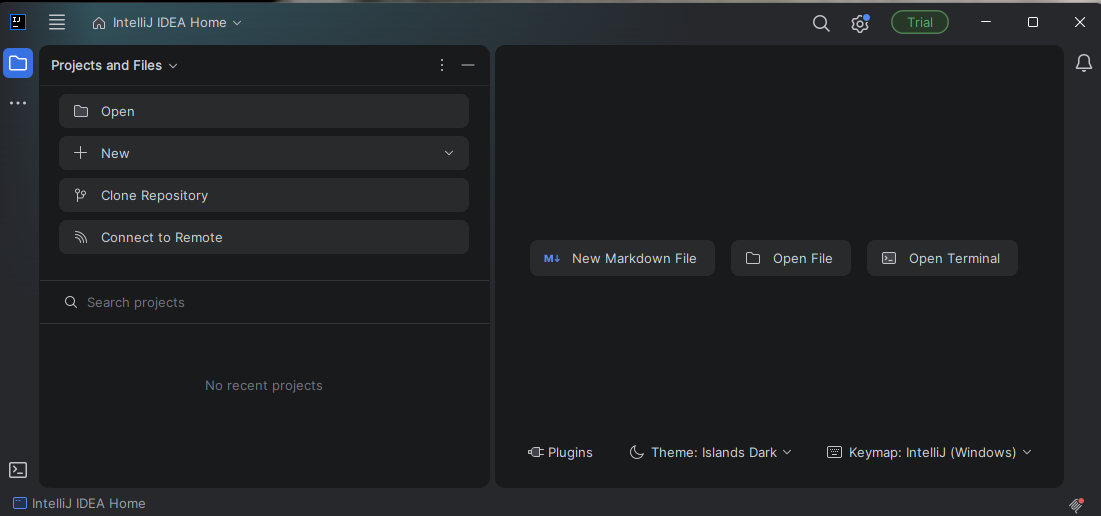 IJ
IntelliJ IDEA Home
Trial
Projects and Files
Open
New
Clone Repository
Connect to Remote
Search projects
No recent projects
M↓ New Markdown File
Open File
Open Terminal
Plugins
Theme: Islands Dark
Keymap: IntelliJ (Windows)
IntelliJ IDEA Home